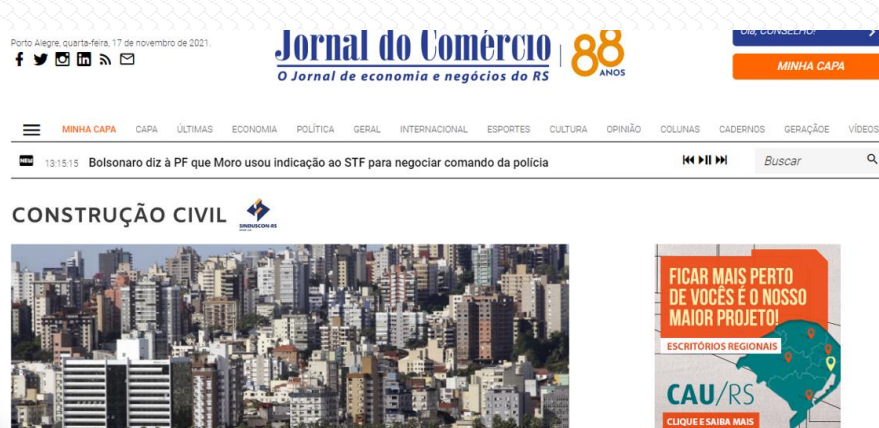 Porto Alegre, quarta-feira, 17 de novembro de 2021.
Jornal do Comércio | 88 ANOS
O Jornal de economia e negócios do RS
Olá, CONSELHO!
MINHA CAPA
MINHA CAPA CAPA ÚLTIMAS ECONOMIA POLÍTICA GERAL INTERNACIONAL ESPORTES CULTURA OPINIÃO COLUNAS CADERNOS GERAÇÃOE VÍDEOS
NEW 13:15:15 Bolsonaro diz à PF que Moro usou indicação ao STF para negociar comando da polícia
Buscar
CONSTRUÇÃO CIVIL
SINDUSCON-RS
FICAR MAIS PERTO
DE VOCÊS É O NOSSO
MAIOR PROJETO!
ESCRITÓRIOS REGIONAIS
CAU/RS
CLIQUE E SAIBA MAIS